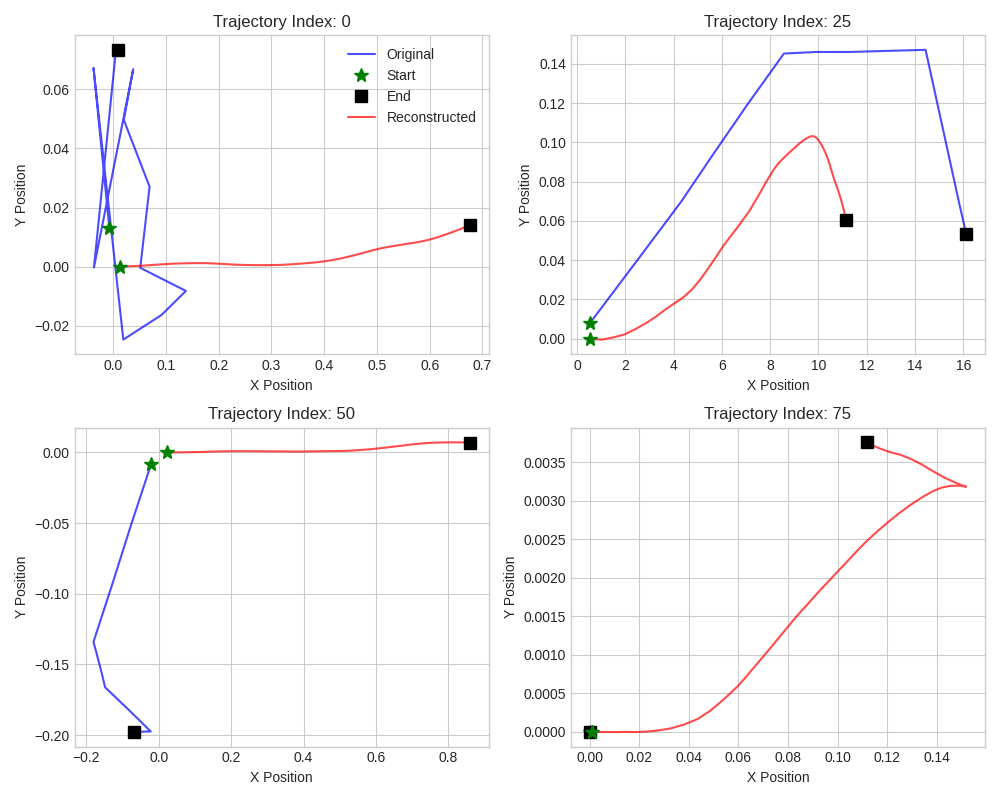 Trajectory Index: 0
Original
Start
End
Reconstructed
0.06
0.04
0.02
0.00
−0.02
0.0 0.1 0.2 0.3 0.4 0.5 0.6 0.7
X Position
Y Position
Trajectory Index: 25
0.14
0.12
0.10
0.08
0.06
0.04
0.02
0.00
0 2 4 6 8 10 12 14 16
X Position
Y Position
Trajectory Index: 50
0.00
−0.05
−0.10
−0.15
−0.20
−0.2 0.0 0.2 0.4 0.6 0.8
X Position
Y Position
Trajectory Index: 75
0.0035
0.0030
0.0025
0.0020
0.0015
0.0010
0.0005
0.0000
0.00 0.02 0.04 0.06 0.08 0.10 0.12 0.14
X Position
Y Position